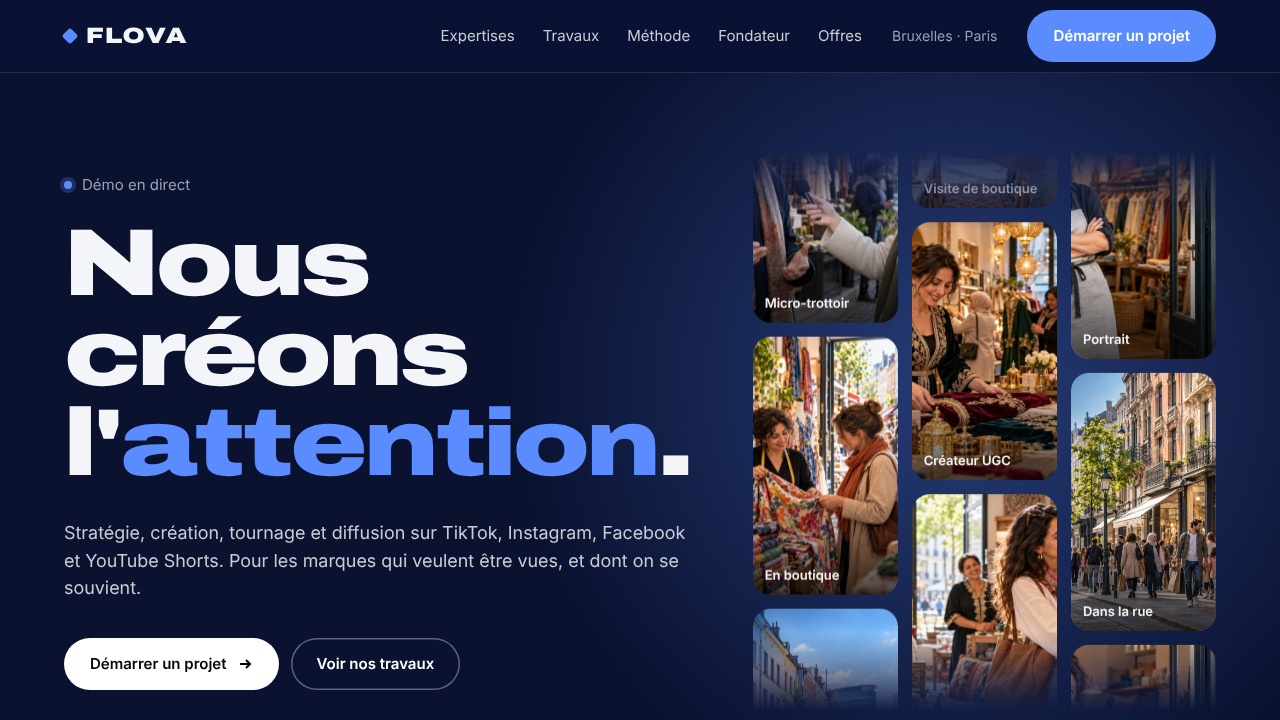 FLOVA
Expertises
Travaux
Méthode
Fondateur
Offres
Bruxelles · Paris
Démarrer un projet
Démo en direct
Nous
créons
l'attention.
Stratégie, création, tournage et diffusion sur TikTok, Instagram, Facebook
et YouTube Shorts. Pour les marques qui veulent être vues, et dont on se
souvient.
Démarrer un projet →
Voir nos travaux
Micro-trottoir
En boutique
Visite de boutique
Créateur UGC
Portrait
Dans la rue